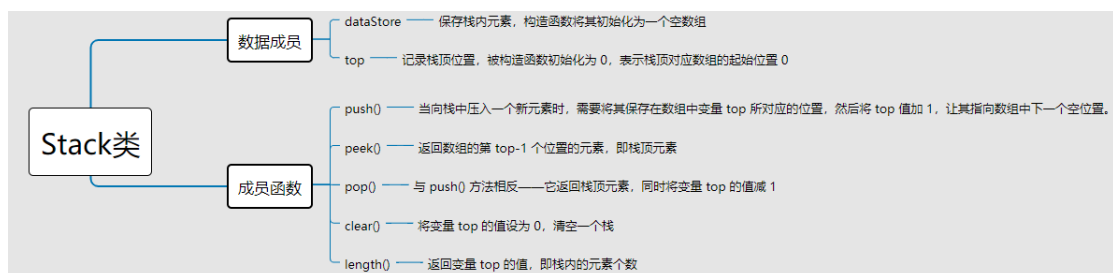 Stack类
数据成员
dataStore
保存栈内元素，构造函数将其初始化为一个空数组
top
记录栈顶位置，被构造函数初始化为 0，表示栈顶对应数组的起始位置 0
成员函数
push()
当向栈中压入一个新元素时，需要将其保存在数组中变量 top 所对应的位置，然后将 top 值加 1，让其指向数组中下一个空位置。
peek()
返回数组的第 top-1 个位置的元素，即栈顶元素
pop()
与 push() 方法相反——它返回栈顶元素，同时将变量 top 的值减 1
clear()
将变量 top 的值设为 0，清空一个栈
length()
返回变量 top 的值，即栈内的元素个数